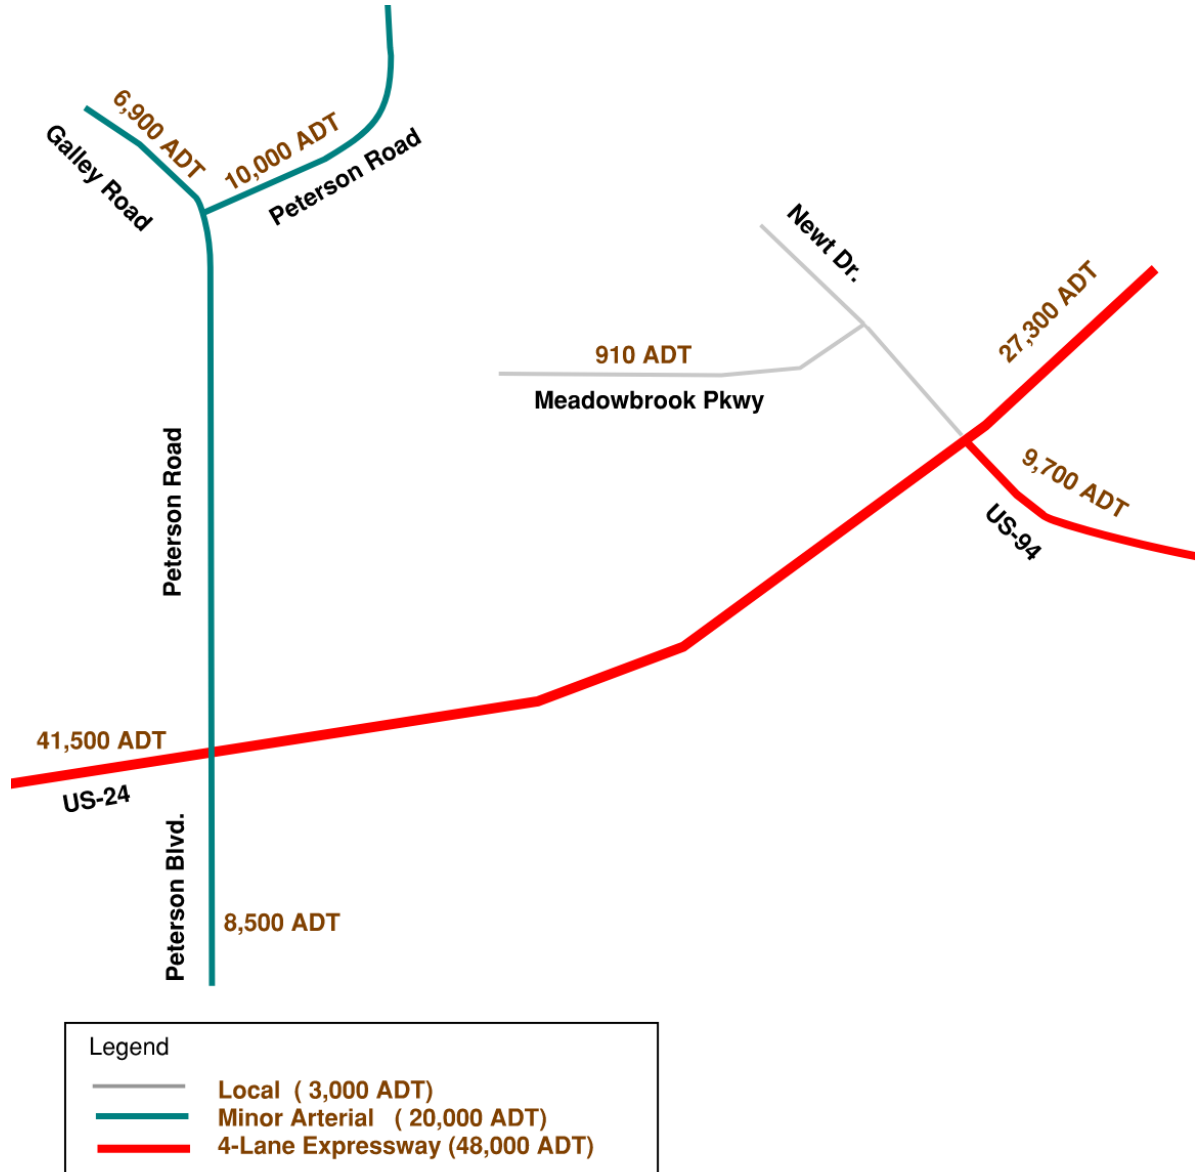 6,900 ADT
10,000 ADT
Galley Road
Peterson Road
Newt Dr.
27,300 ADT
910 ADT
Meadowbrook Pkwy
9,700 ADT
US-94
Peterson Road
41,500 ADT
US-24
Peterson Blvd.
8,500 ADT
Legend
Local ( 3,000 ADT)
Minor Arterial ( 20,000 ADT)
4-Lane Expressway (48,000 ADT)